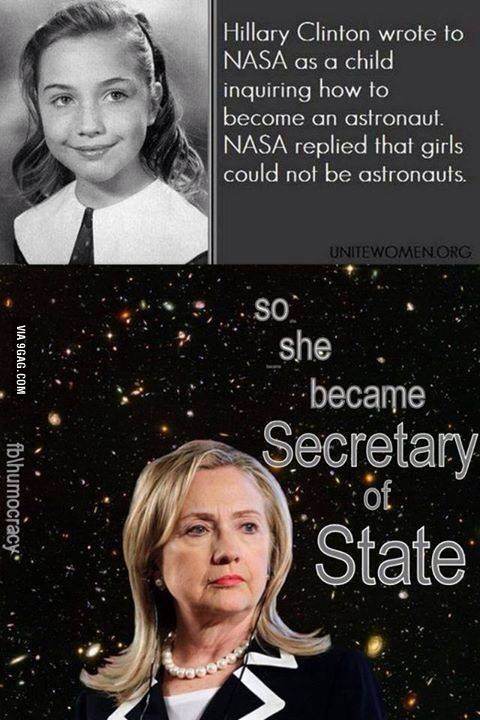 Hillary Clinton wrote to
NASA as a child
inquiring how to
become an astronaut.
NASA replied that girls
could not be astronauts.
UNITEWOMEN.ORG
so
she
became
Secretary
of
State
VIA 9GAG.COM
fb\humocracy